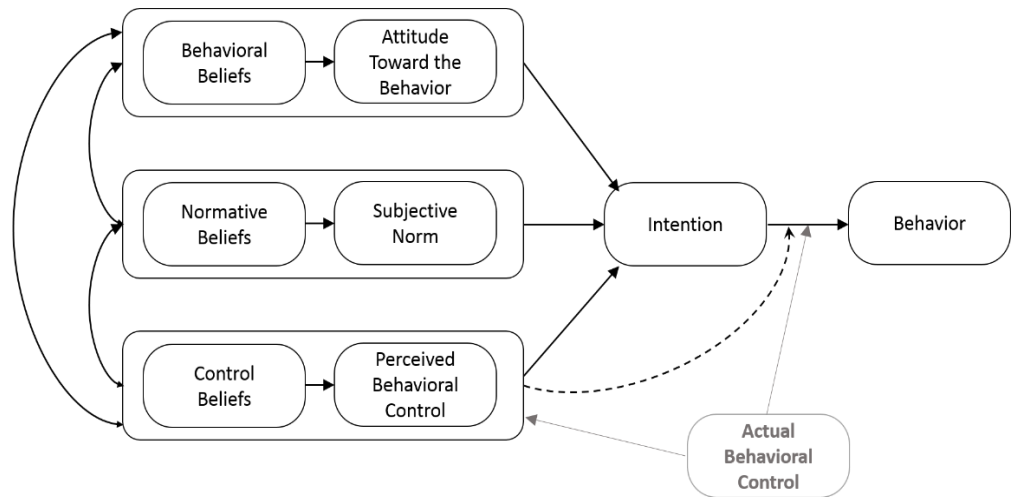 Behavioral
Beliefs
Attitude
Toward the
Behavior
Normative
Beliefs
Subjective
Norm
Intention
Behavior
Control
Beliefs
Perceived
Behavioral
Control
Actual
Behavioral
Control